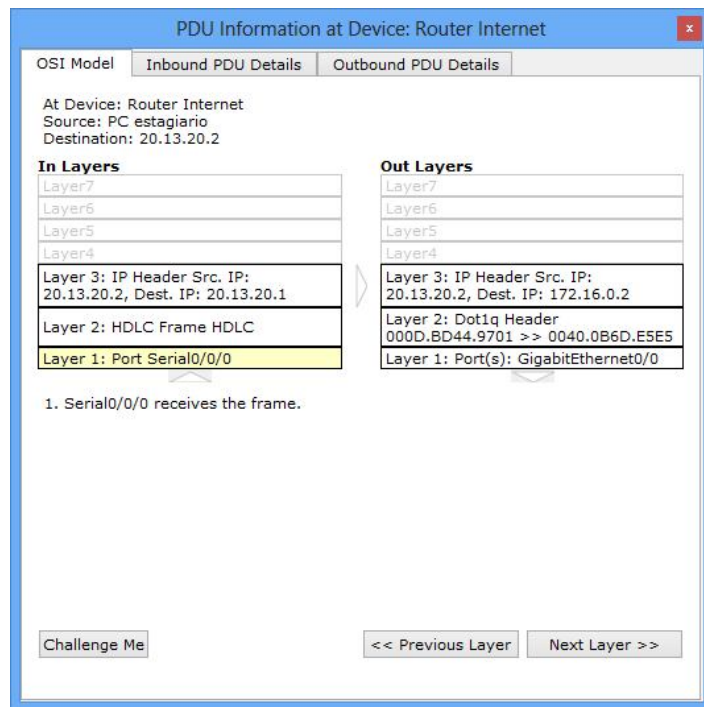 PDU Information at Device: Router Internet
x
OSI Model
Inbound PDU Details
Outbound PDU Details
At Device: Router Internet
Source: PC estagiario
Destination: 20.13.20.2
In Layers
Layer7
Layer6
Layer5
Layer4
Layer 3: IP Header Src. IP:
20.13.20.2, Dest. IP: 20.13.20.1
Layer 2: HDLC Frame HDLC
Layer 1: Port Serial0/0/0
Out Layers
Layer7
Layer6
Layer5
Layer4
Layer 3: IP Header Src. IP:
20.13.20.2, Dest. IP: 172.16.0.2
Layer 2: Dot1q Header
000D.BD44.9701 >> 0040.0B6D.E5E5
Layer 1: Port(s): GigabitEthernet0/0
1. Serial0/0/0 receives the frame.
Challenge Me
<< Previous Layer
Next Layer >>